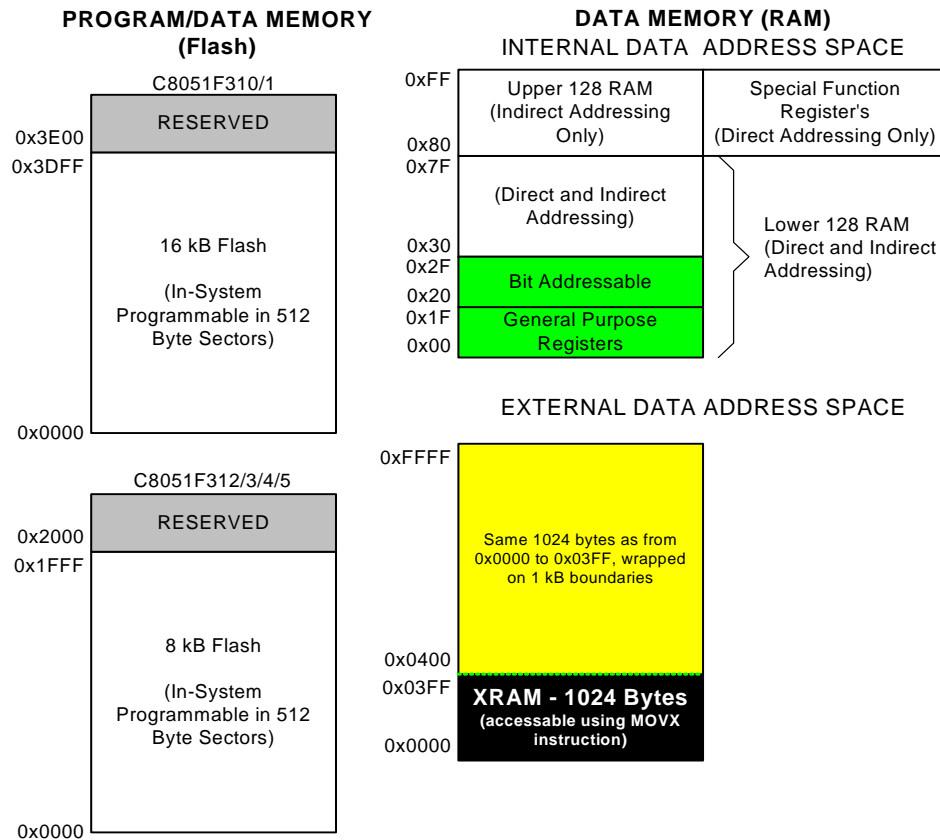 PROGRAM/DATA MEMORY
(Flash)
C8051F310/1
RESERVED
0x3E00
0x3DFF
16 kB Flash
(In-System
Programmable in 512
Byte Sectors)
0x0000
C8051F312/3/4/5
RESERVED
0x2000
0x1FFF
8 kB Flash
(In-System
Programmable in 512
Byte Sectors)
0x0000
DATA MEMORY (RAM)
INTERNAL DATA ADDRESS SPACE
0xFF
Upper 128 RAM
(Indirect Addressing
Only)
0x80
Special Function
Register's
(Direct Addressing Only)
0x7F
(Direct and Indirect
Addressing)
0x30
0x2F
Bit Addressable
0x20
0x1F
General Purpose
Registers
0x00
Lower 128 RAM
(Direct and Indirect
Addressing)
EXTERNAL DATA ADDRESS SPACE
0xFFFF
Same 1024 bytes as from
0x0000 to 0x03FF, wrapped
on 1 kB boundaries
0x0400
0x03FF
XRAM - 1024 Bytes
(accessable using MOVX
instruction)
0x0000